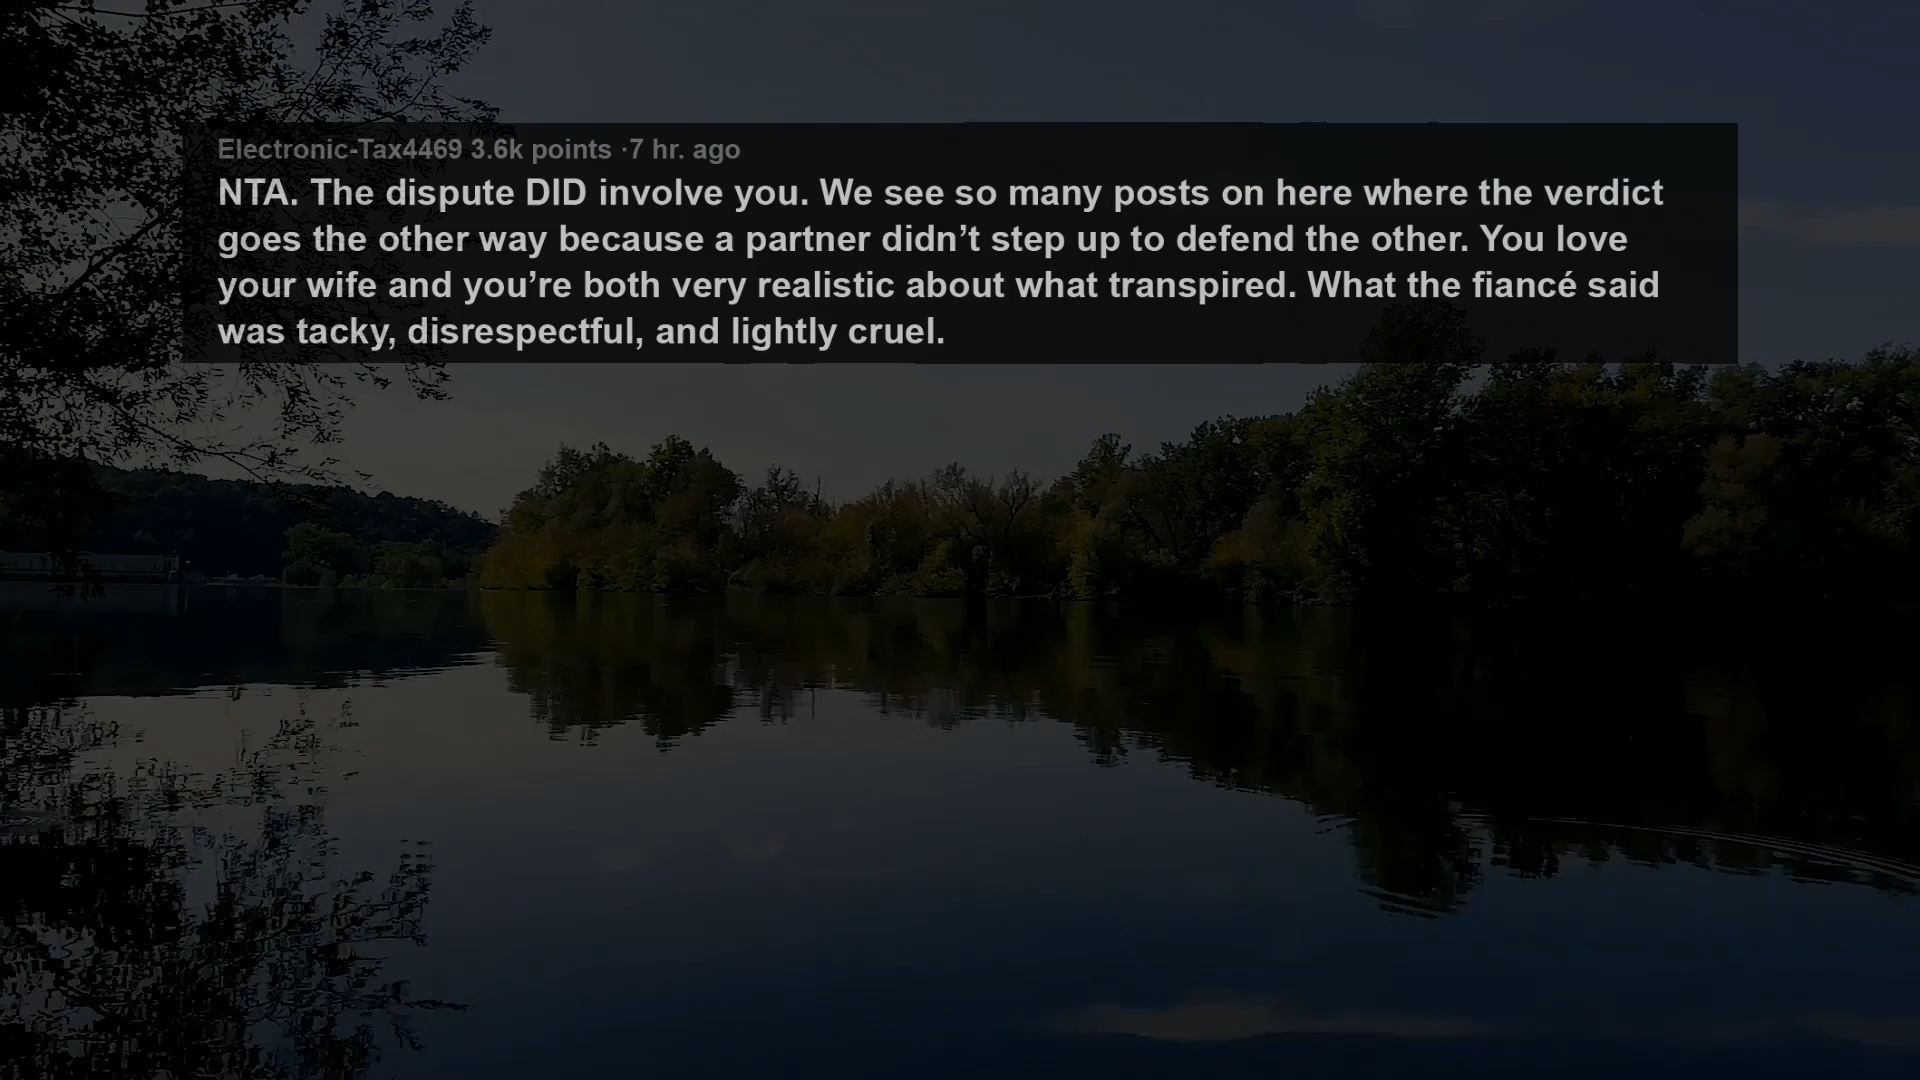 Electronic-Tax4469 3.6k points ·7 hr. ago
NTA. The dispute DID involve you. We see so many posts on here where the verdict
goes the other way because a partner didn’t step up to defend the other. You love
your wife and you’re both very realistic about what transpired. What the fiancé said
was tacky, disrespectful, and lightly cruel.